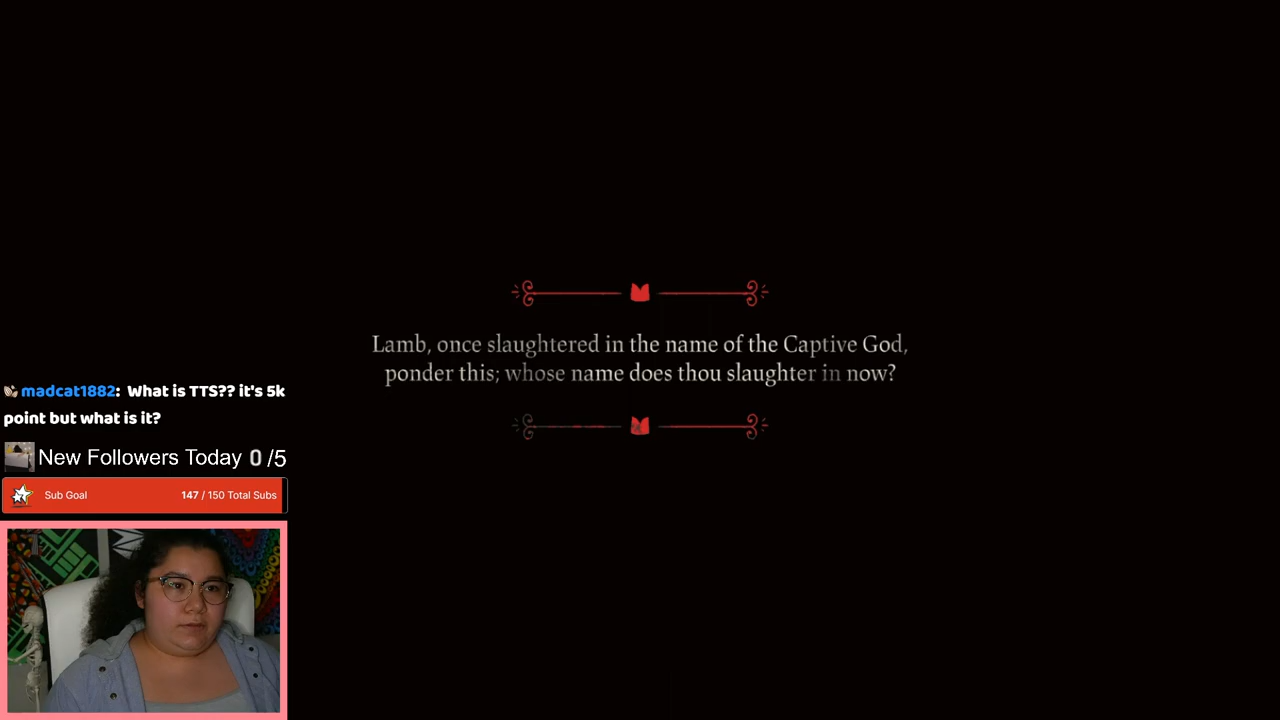 Lamb, once slaughtered in the name of the Captive God,
ponder this; whose name does thou slaughter in now?
madcat1882: What is TTS?? it's 5k
point but what is it?
New Followers Today 0 /5
Sub Goal 147 / 150 Total Subs